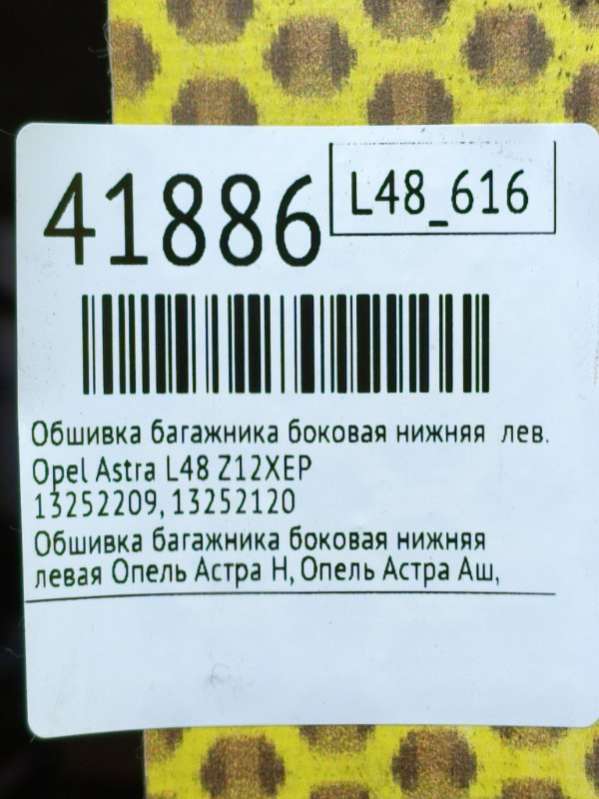 41886
L48_616
Обшивка багажника боковая нижняя лев.
Opel Astra L48 Z12XEP
13252209, 13252120
Обшивка багажника боковая нижняя
левая Опель Астра Н, Опель Астра Аш,